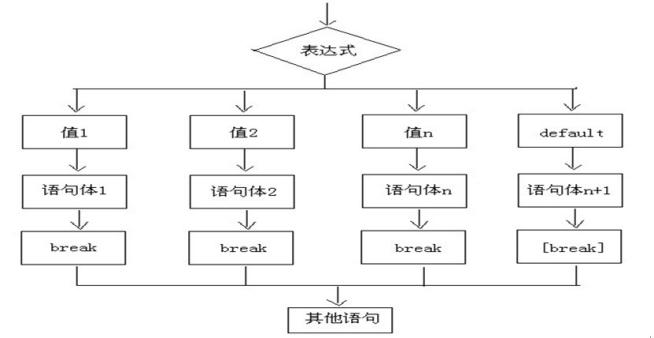 表达式
值1
值2
值n
default
语句体1
语句体2
语句体n
语句体n+1
break
break
break
[break]
其他语句